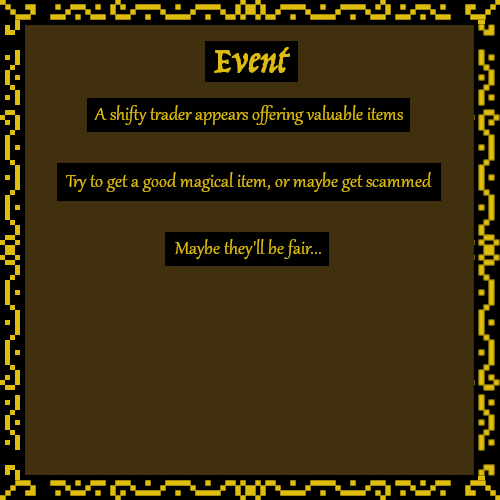 Event
A shifty trader appears offering valuable items
Try to get a good magical item, or maybe get scammed
Maybe they'll be fair...